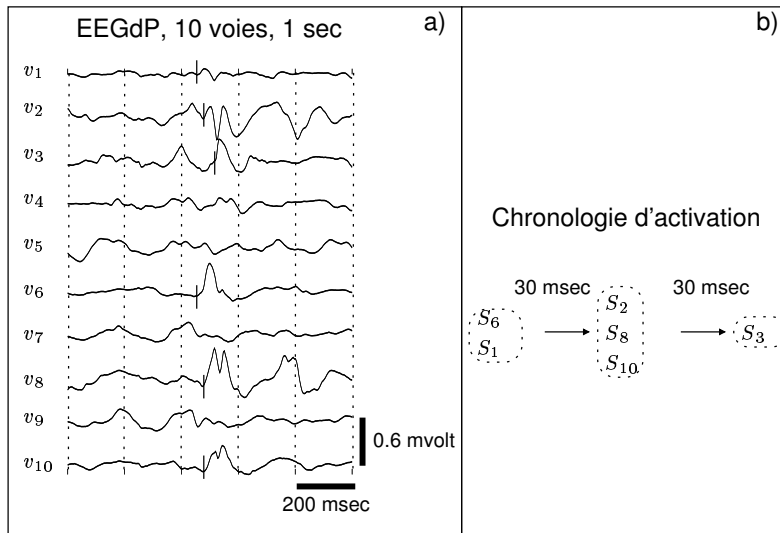 EEGdP, 10 voies, 1 sec
a)
v1
v2
v3
v4
v5
v6
v7
v8
v9
v10
0.6 mvolt
200 msec
b)
Chronologie d'activation
30 msec
30 msec
S6
S1
S2
S8
S10
S3